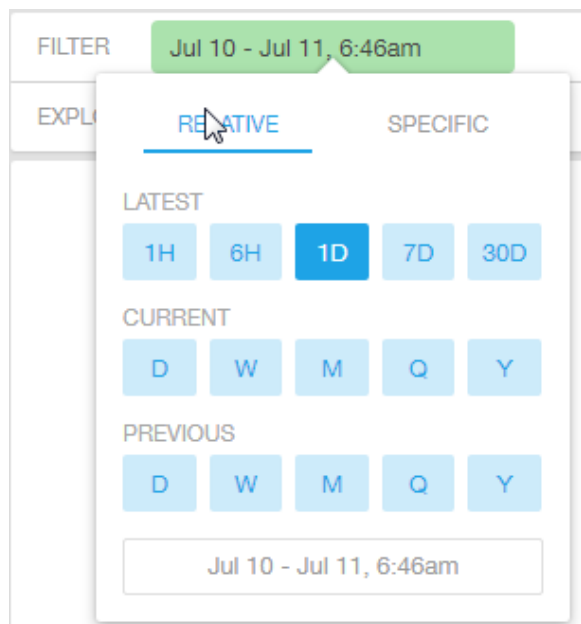 FILTER Jul 10 - Jul 11, 6:46am
RELATIVE SPECIFIC
LATEST
1H 6H 1D 7D 30D
CURRENT
D W M Q Y
PREVIOUS
D W M Q Y
Jul 10 - Jul 11, 6:46am